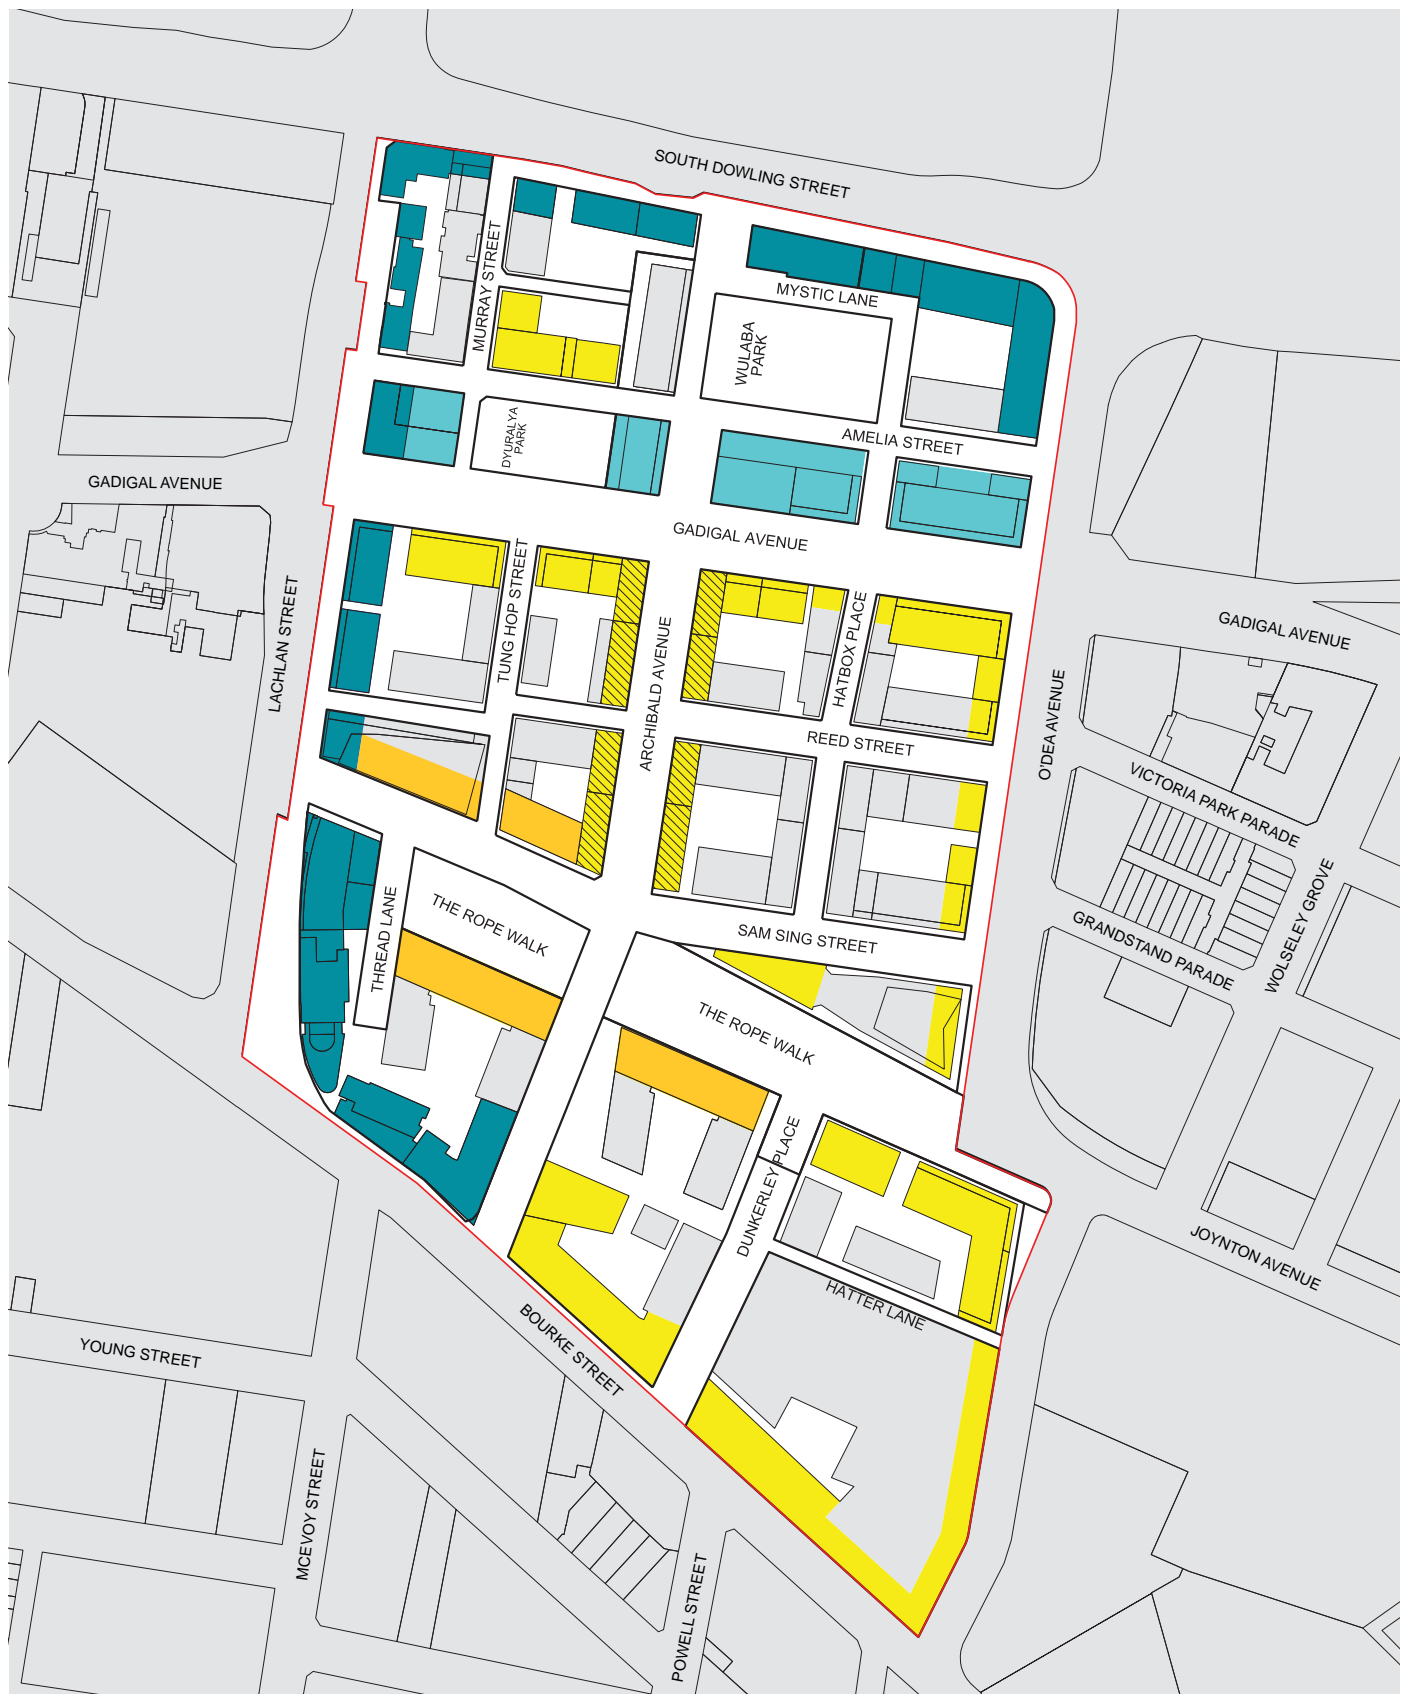 SOUTH DOWLING STREET
MURRAY STREET
MYSTIC LANE
WULABA
PARK
DYURALYA
PARK
AMELIA STREET
GADIGAL AVENUE
GADIGAL AVENUE
LACHLAN STREET
TUNG HOP STREET
ARCHIBALD AVENUE
HATBOX PLACE
GADIGAL AVENUE
O'DEA AVENUE
REED STREET
VICTORIA PARK PARADE
WOLSELEY GROVE
GRANDSTAND PARADE
THREAD LANE
THE ROPE WALK
SAM SING STREET
THE ROPE WALK
DUNKERLEY PLACE
HATTER LANE
JOYNTON AVENUE
BOURKE STREET
YOUNG STREET
MCEVOY STREET
POWELL STREET